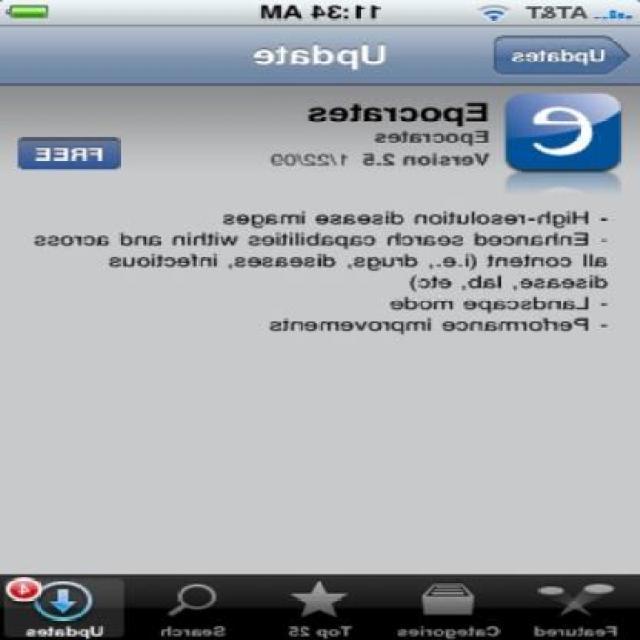 AT&T 11:34 AM
Updates Update
Epocrates
Epocrates
Version 2.5 1/22/09 FREE
- High-resolution disease images
- Enhanced search capabilities within and across
all content (i.e., drugs, diseases, infectious
disease, lab, etc)
- Landscape mode
- Performance improvements
Featured Categories Top 25 Search Updates 4